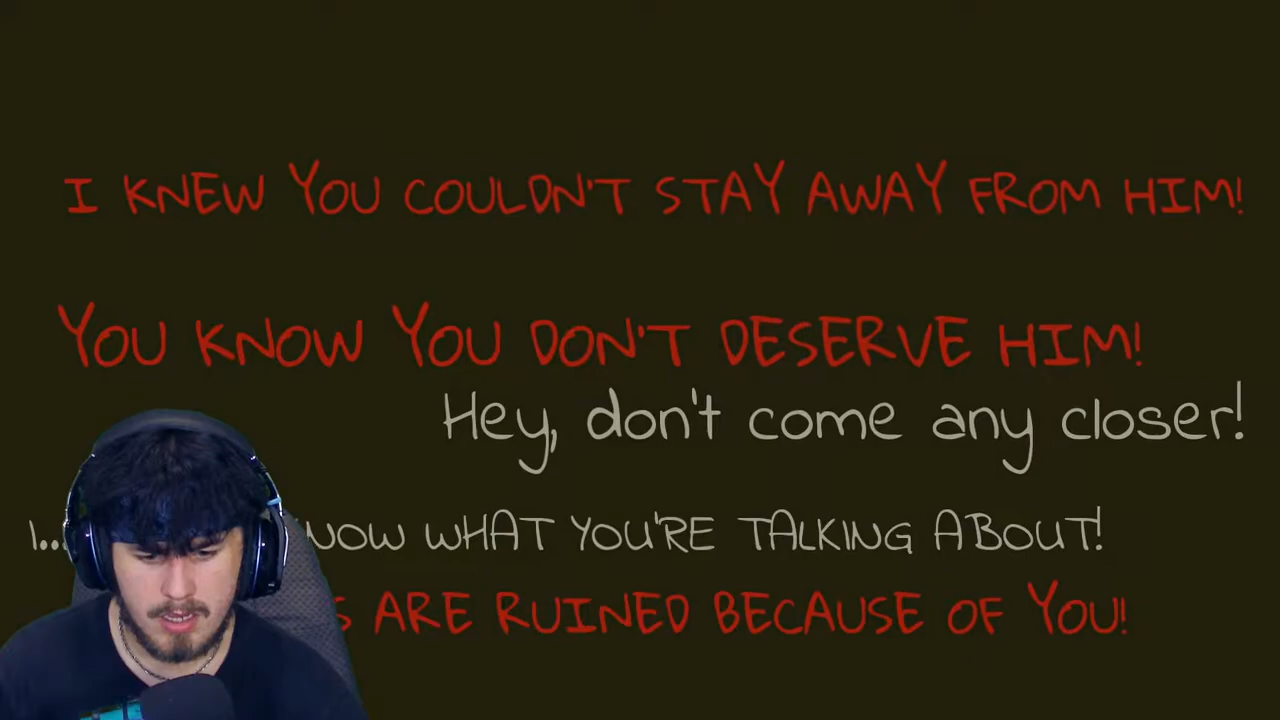 I KNEW YOU COULDN'T STAY AWAY FROM HIM!
YOU KNOW YOU DON'T DESERVE HIM!
Hey, don't come any closer!
I... WHAT YOU'RE TALKING ABOUT!
ARE RUINED BECAUSE OF YOU!